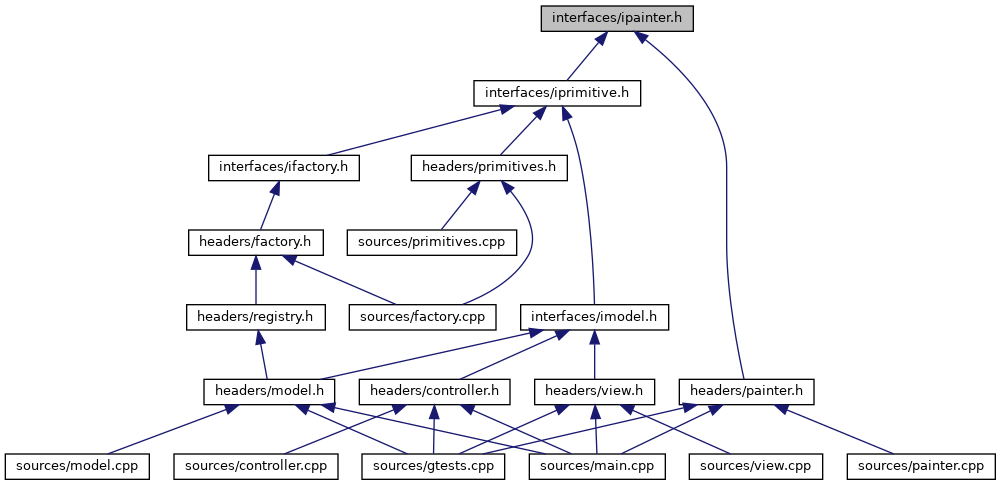 interfaces/ipainter.h
interfaces/iprimitive.h
interfaces/ifactory.h
headers/primitives.h
headers/factory.h
sources/primitives.cpp
headers/registry.h
sources/factory.cpp
interfaces/imodel.h
headers/model.h
headers/controller.h
headers/view.h
headers/painter.h
sources/model.cpp
sources/controller.cpp
sources/gtests.cpp
sources/main.cpp
sources/view.cpp
sources/painter.cpp